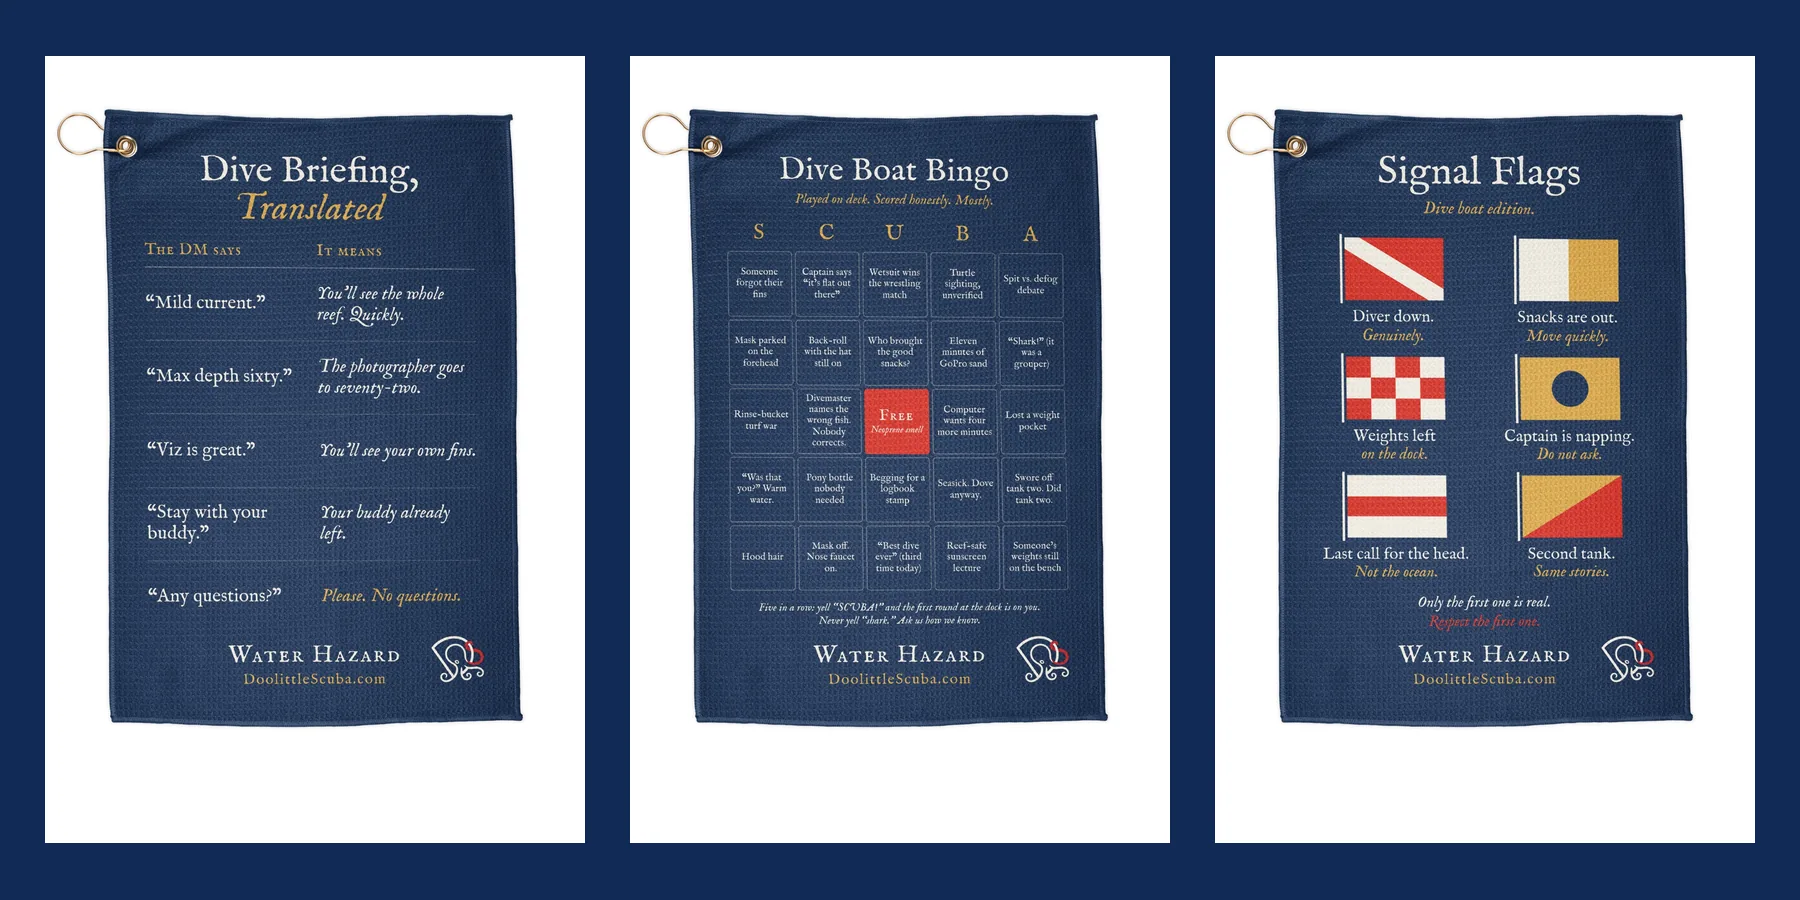 Dive Briefing,
Translated
The DM says
It means
“Mild current.”
You’ll see the whole
reef. Quickly.
“Max depth sixty.”
The photographer goes
to seventy-two.
“Viz is great.”
You’ll see your own fins.
“Stay with your
buddy.”
Your buddy already
left.
“Any questions?”
Please. No questions.
Water Hazard
DoolittleScuba.com
Dive Boat Bingo
Played on deck. Scored honestly. Mostly.
S C U B A
Someone
forgot their
fins
Captain says
“it’s flat out
there”
Wetsuit wins
the wrestling
match
Turtle
sighting,
unverified
Spit vs. defog
debate
Mask parked
on the
forehead
Back-roll
with the hat
still on
Who brought
the good
snacks?
Eleven
minutes of
GoPro sand
“Shark!” (it
was a
grouper)
Rinse-bucket
turf war
Divemaster
names the
wrong fish.
Nobody
corrects.
Free
Neoprene smell
Computer
wants four
more minutes
Lost a weight
pocket
“Was that
you?” Warm
water.
Pony bottle
nobody
needed
Begging for a
logbook
stamp
Seasick. Dove
anyway.
Swore off
tank two. Did
tank two.
Hood hair
Mask off.
Nose faucet
on.
“Best dive
ever” (third
time today)
Reef-safe
sunscreen
lecture
Someone’s
weights still
on the bench
Five in a row: yell “SCUBA!” and the first round at the dock is on you.
Never yell “shark.” Ask us how we know.
Water Hazard
DoolittleScuba.com
Signal Flags
Dive boat edition.
Diver down.
Genuinely.
Snacks are out.
Move quickly.
Weights left
on the dock.
Captain is napping.
Do not ask.
Last call for the head.
Not the ocean.
Second tank.
Same stories.
Only the first one is real.
Respect the first one.
Water Hazard
DoolittleScuba.com